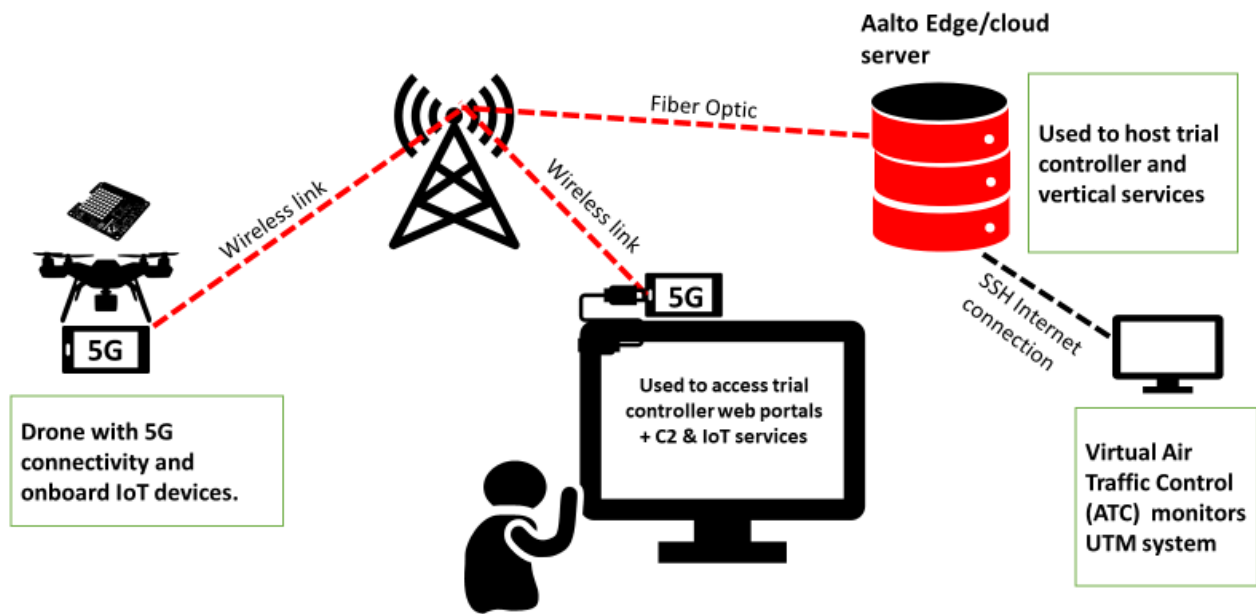 Aalto Edge/cloud
server
Fiber Optic
Used to host trial
controller and
vertical services
Wireless link
Wireless link
SSH Internet
connection
5G
5G
Used to access trial
controller web portals
+ C2 & IoT services
Drone with 5G
connectivity and
onboard IoT devices.
Virtual Air
Traffic Control
(ATC) monitors
UTM system